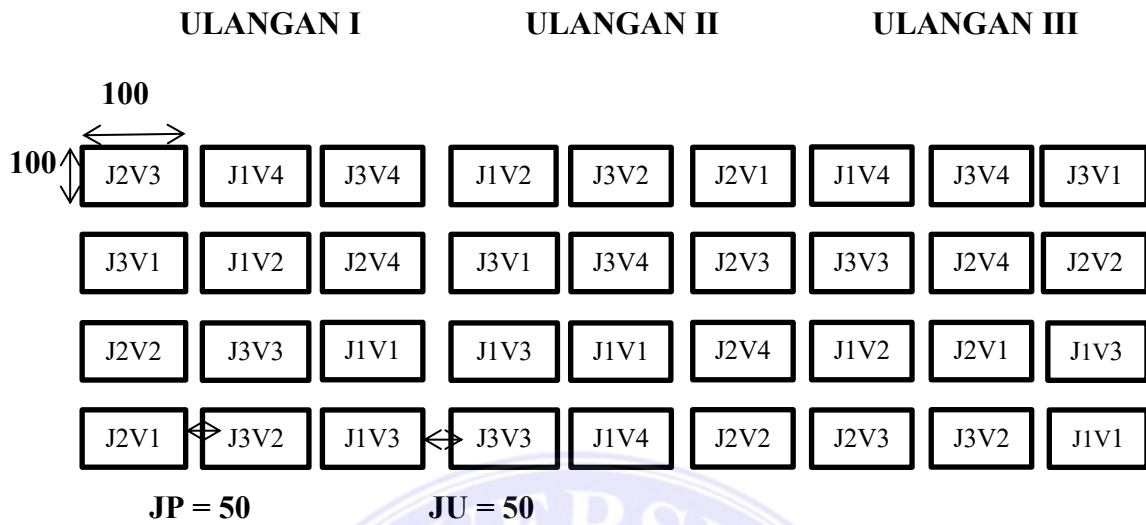 ULANGAN I ULANGAN II ULANGAN III
100
100 J2V3 J1V4 J3V4 J1V2 J3V2 J2V1 J1V4 J3V4 J3V1
J3V1 J1V2 J2V4 J3V1 J3V4 J2V3 J3V3 J2V4 J2V2
J2V2 J3V3 J1V1 J1V3 J1V1 J2V4 J1V2 J2V1 J1V3
J2V1 J3V2 J1V3 J3V3 J1V4 J2V2 J2V3 J3V2 J1V1
JP = 50 JU = 50